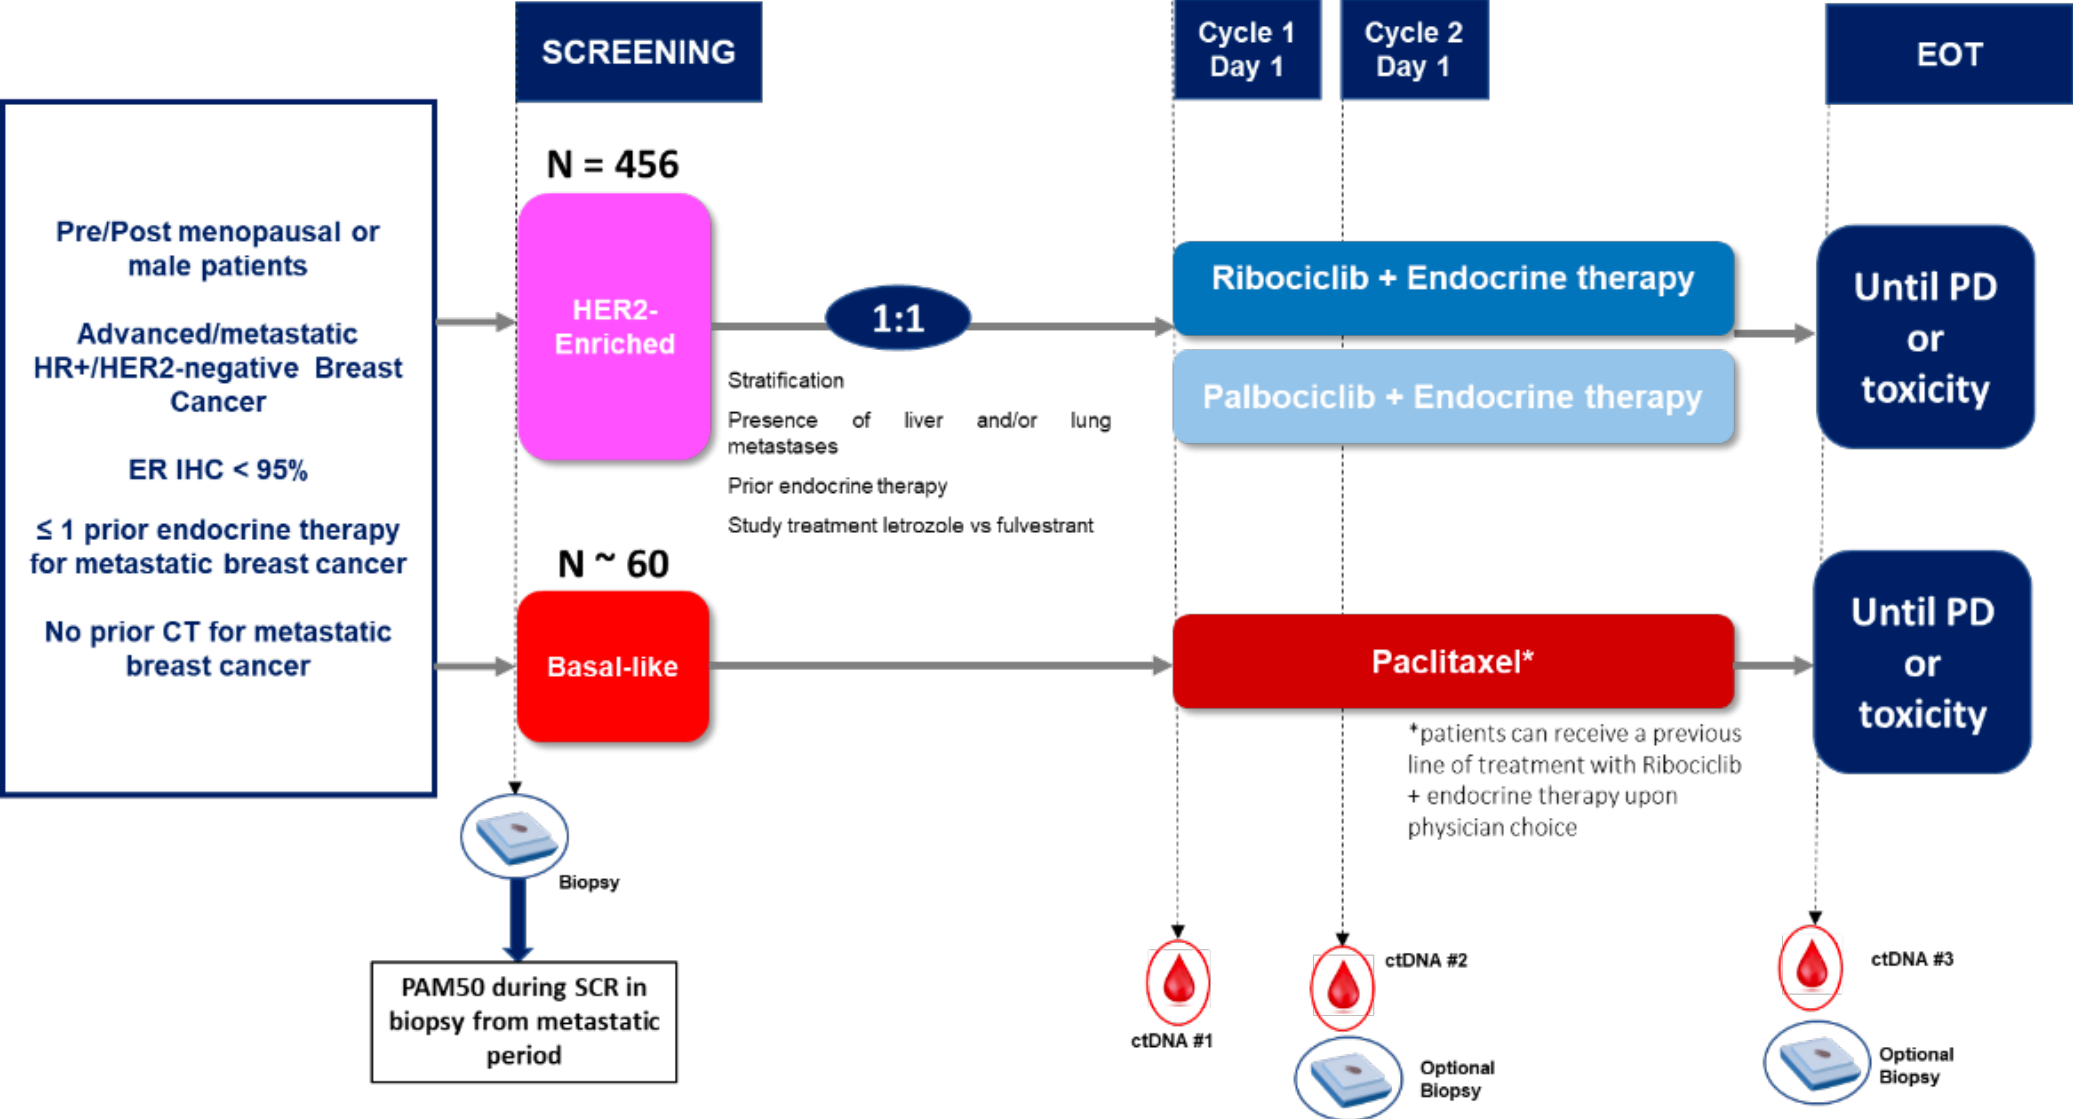 SCREENING
Cycle 1
Day 1
Cycle 2
Day 1
EOT
Pre/Post menopausal or
male patients
Advanced/metastatic
HR+/HER2-negative Breast
Cancer
ER IHC < 95%
≤ 1 prior endocrine therapy
for metastatic breast cancer
No prior CT for metastatic
breast cancer
N = 456
HER2-
Enriched
1:1
Stratification
Presence of liver and/or lung
metastases
Prior endocrine therapy
Study treatment letrozole vs fulvestrant
Ribociclib + Endocrine therapy
Palbociclib + Endocrine therapy
Until PD
or
toxicity
N ~ 60
Basal-like
Paclitaxel*
*patients can receive a previous
line of treatment with Ribociclib
+ endocrine therapy upon
physician choice
Until PD
or
toxicity
Biopsy
PAM50 during SCR in
biopsy from metastatic
period
ctDNA #1
ctDNA #2
Optional
Biopsy
ctDNA #3
Optional
Biopsy